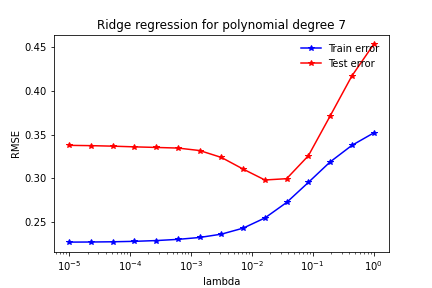 Ridge regression for polynomial degree 7
Train error
Test error
0.45
0.40
0.35
0.30
0.25
RMSE
10⁻⁵
10⁻⁴
10⁻³
10⁻²
10⁻¹
10⁰
lambda